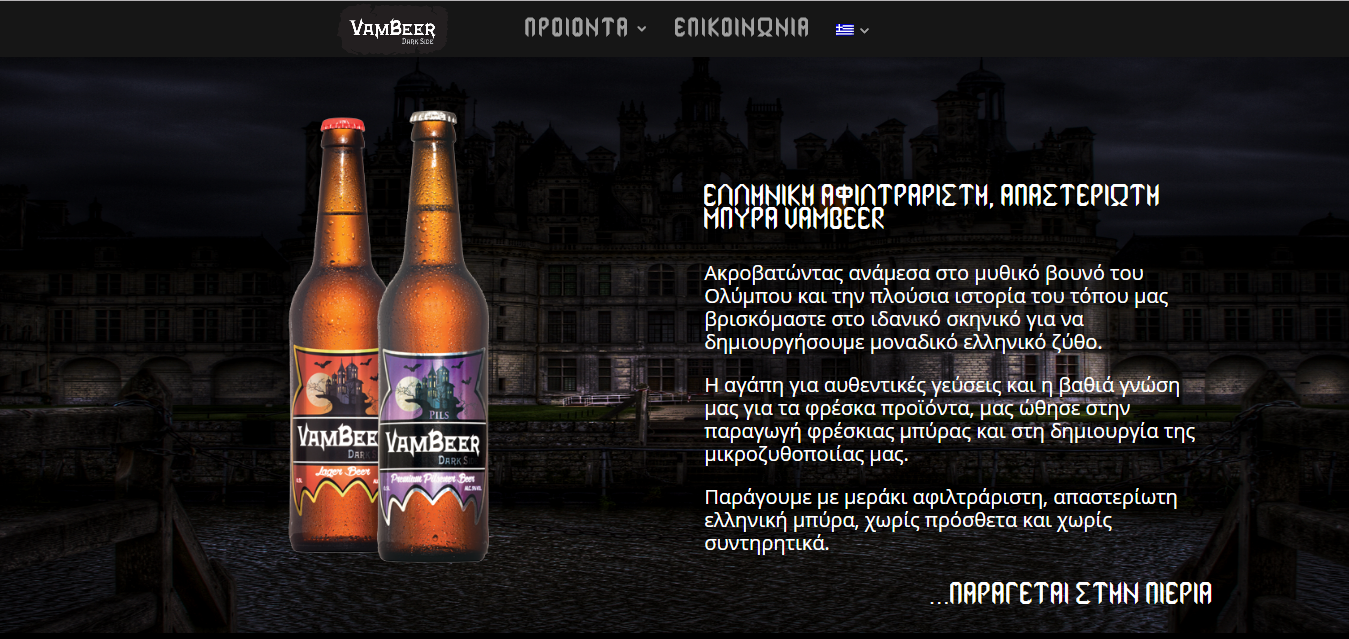 VAMBEER
DARK SIDE
ΠΡΟΙΟΝΤΑ
ΕΠΙΚΟΙΝΩΝΙΑ
ΕΛΛΗΝΙΚΗ ΑΦΙΛΤΡΑΡΙΣΤΗ, ΑΠΑΣΤΕΡΙΩΤΗ
ΜΠΥΡΑ VAMBEER
Ακροβατώντας ανάμεσα στο μυθικό βουνό του
Ολύμπου και την πλούσια ιστορία του τόπου μας
βρισκόμαστε στο ιδανικό σκηνικό για να
δημιουργήσουμε μοναδικό ελληνικό ζύθο.
Η αγάπη για αυθεντικές γεύσεις και η βαθιά γνώση
μας για τα φρέσκα προϊόντα, μας ώθησε στην
παραγωγή φρέσκιας μπύρας και στη δημιουργία της
μικροζυθοποιίας μας.
Παράγουμε με μεράκι αφιλτράριστη, απαστερίωτη
ελληνική μπύρα, χωρίς πρόσθετα και χωρίς
συντηρητικά.
...ΠΑΡΑΓΕΤΑΙ ΣΤΗΝ ΠΙΕΡΙΑ
VAMBEE
DARK S
Lager Beer
PILS
VAMBEER
DARK S
Premium Pilsener Beer